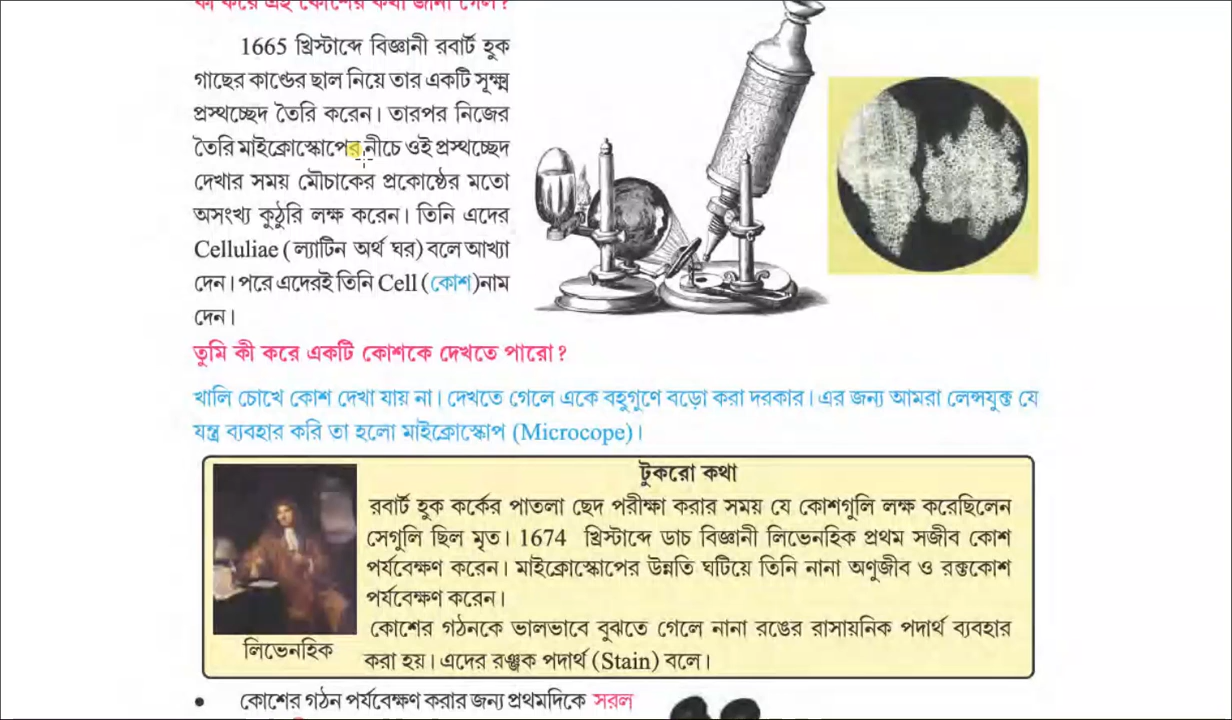 কী করে এই কোশের কথা জানা গেল?
1665 খ্রিস্টাব্দে বিজ্ঞানী রবার্ট হুক
গাছের কাণ্ডের ছাল নিয়ে তার একটি সূক্ষ্ম
প্রস্থচ্ছেদ তৈরি করেন। তারপর নিজের
তৈরি মাইক্রোস্কোপের নীচে ওই প্রস্থচ্ছেদ
দেখার সময় মৌচাকের প্রকোষ্ঠের মতো
অসংখ্য কুঠুরি লক্ষ করেন। তিনি এদের
Celluliae (ল্যাটিন অর্থ ঘর) বলে আখ্যা
দেন। পরে এদেরই তিনি Cell (কোশ)নাম
দেন।
তুমি কী করে একটি কোশকে দেখতে পারো?
খালি চোখে কোশ দেখা যায় না। দেখতে গেলে একে বহুগুণে বড়ো করা দরকার। এর জন্য আমরা লেন্সযুক্ত যে
যন্ত্র ব্যবহার করি তা হলো মাইক্রোস্কোপ (Microcope)।
টুকরো কথা
রবার্ট হুক কর্কের পাতলা ছেদ পরীক্ষা করার সময় যে কোশগুলি লক্ষ করেছিলেন
সেগুলি ছিল মৃত। 1674 খ্রিস্টাব্দে ডাচ বিজ্ঞানী লিভেনহিক প্রথম সজীব কোশ
পর্যবেক্ষণ করেন। মাইক্রোস্কোপের উন্নতি ঘটিয়ে তিনি নানা অণুজীব ও রক্তকোশ
পর্যবেক্ষণ করেন।
কোশের গঠনকে ভালভাবে বুঝতে গেলে নানা রঙের রাসায়নিক পদার্থ ব্যবহার
করা হয়। এদের রঞ্জক পদার্থ (Stain) বলে।
লিভেনহিক
• কোশের গঠন পর্যবেক্ষণ করার জন্য প্রথমদিকে সরল